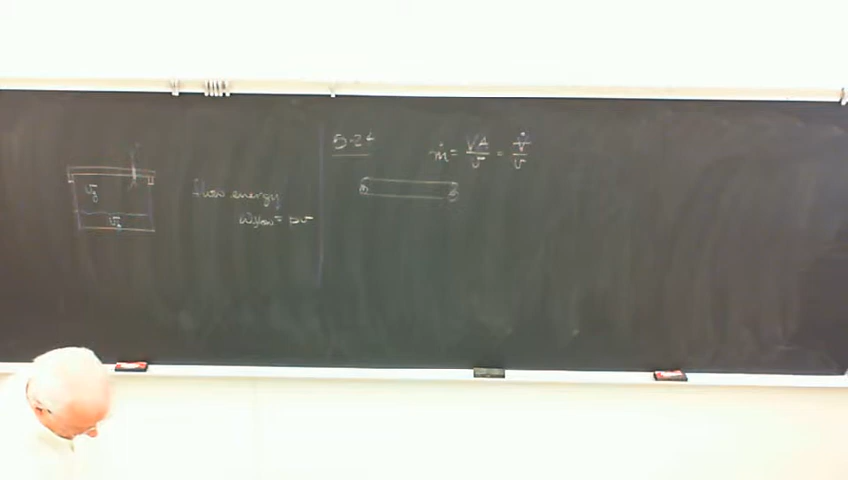 v_g
v_f
flow energy
w_flow = pv
5-24
ṁ = VA/v = V̇/v